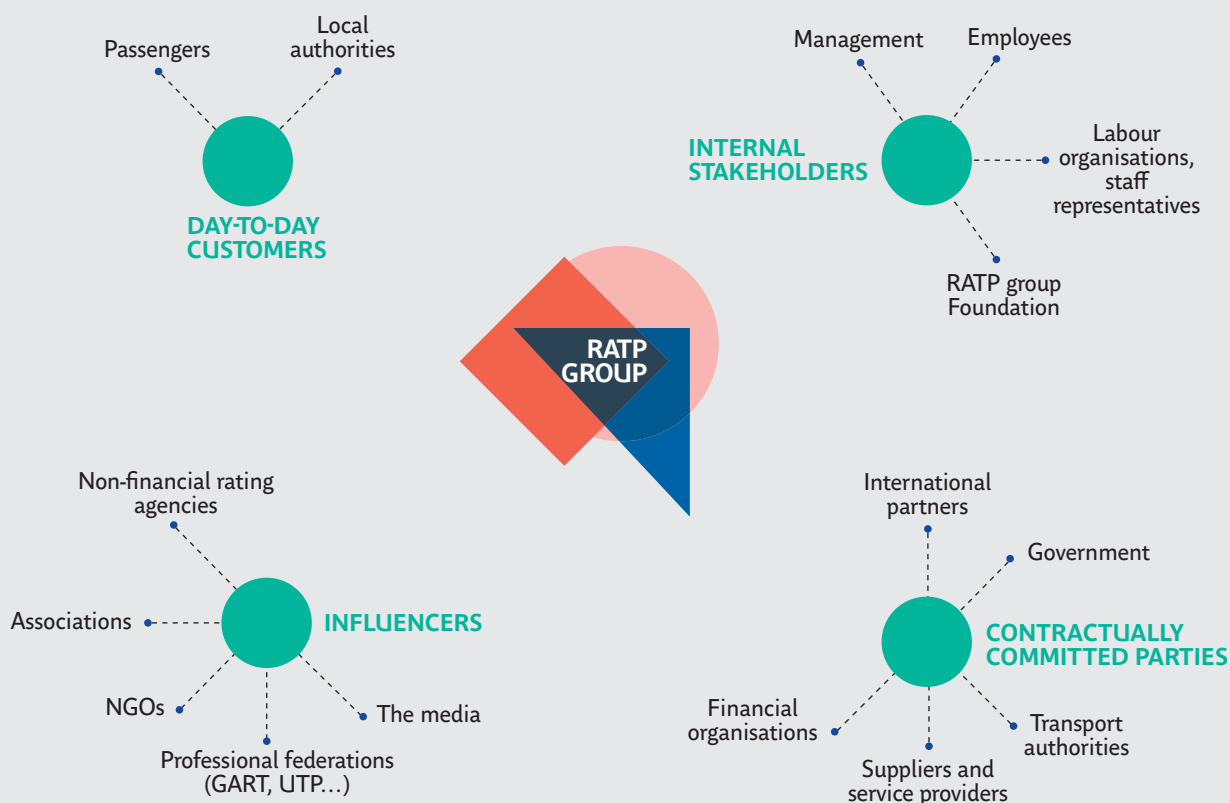 Passengers
Local
authorities
DAY-TO-DAY
CUSTOMERS
Management
Employees
INTERNAL
STAKEHOLDERS
Labour
organisations,
staff
representatives
RATP group
Foundation
RATP
GROUP
Non-financial rating
agencies
Associations
INFLUENCERS
NGOs
The media
Professional federations
(GART, UTP…)
International
partners
Government
CONTRACTUALLY
COMMITTED PARTIES
Financial
organisations
Transport
authorities
Suppliers and
service providers